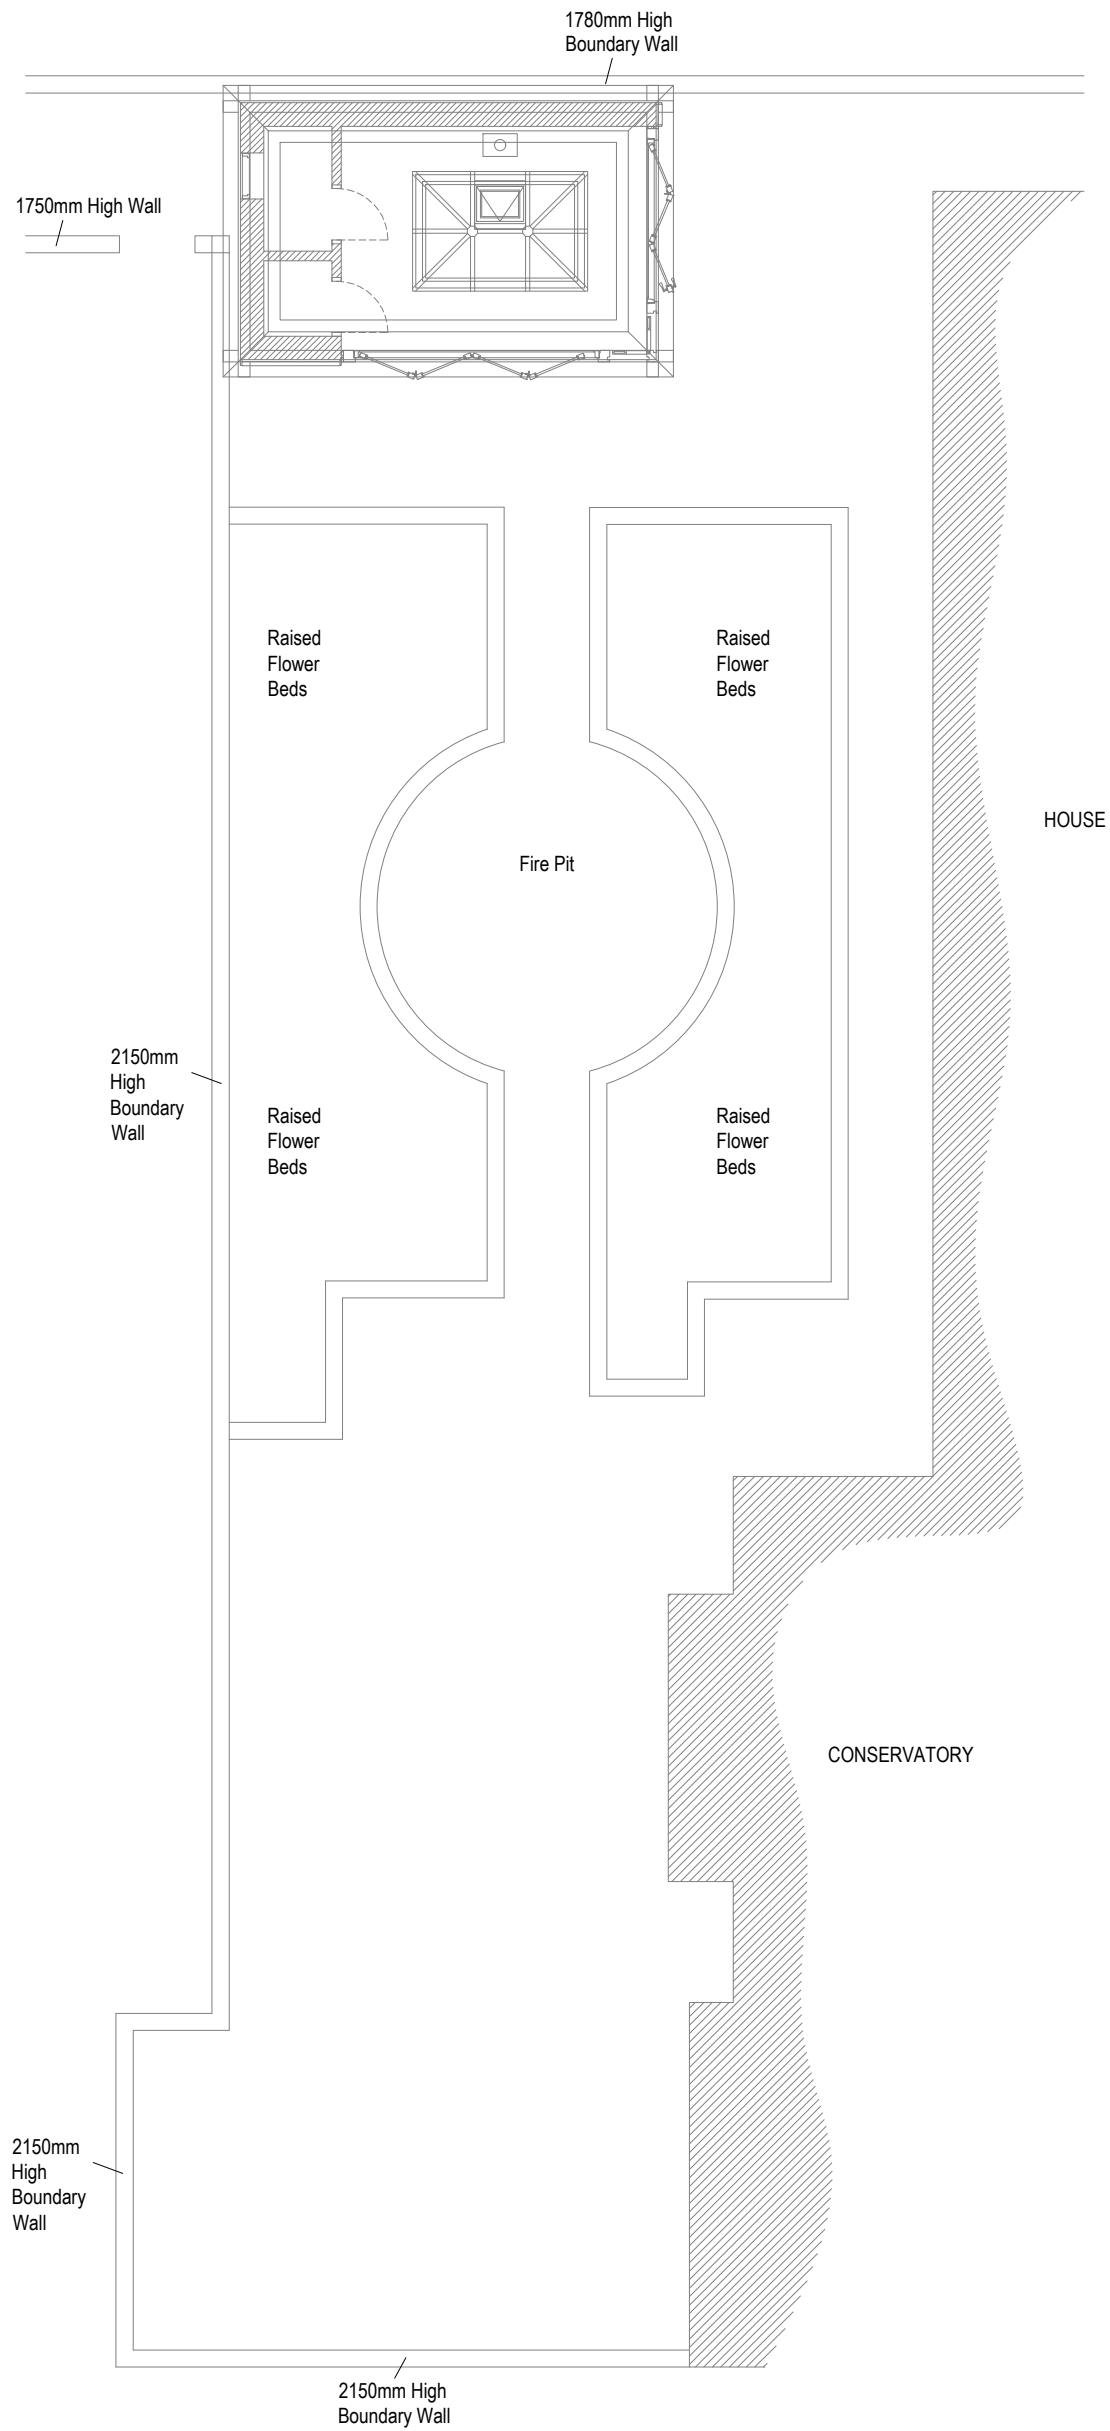 1780mm High
Boundary Wall
1750mm High Wall
Raised
Flower
Beds
Raised
Flower
Beds
HOUSE
Fire Pit
2150mm
High
Boundary
Wall
Raised
Flower
Beds
Raised
Flower
Beds
CONSERVATORY
2150mm
High
Boundary
Wall
2150mm High
Boundary Wall